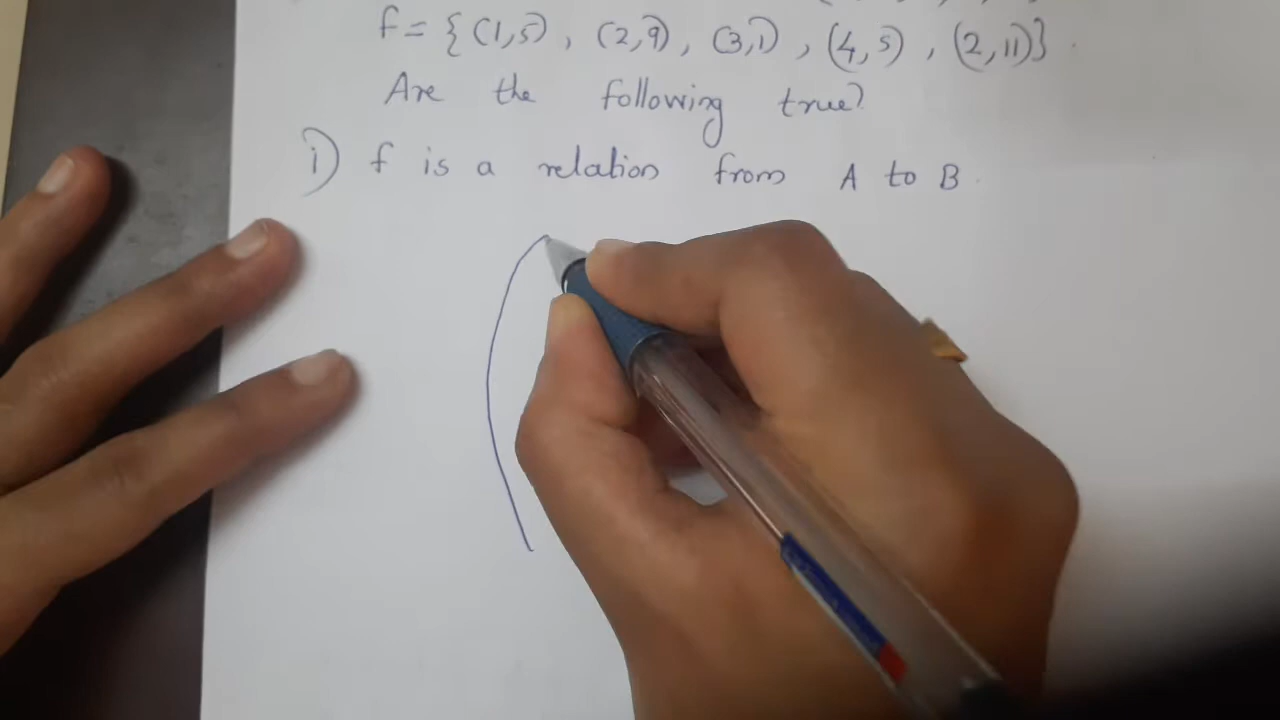 f = { (1,5), (2,9), (3,1), (4,5), (2,11)}
Are the following true?
i) f is a relation from A to B.